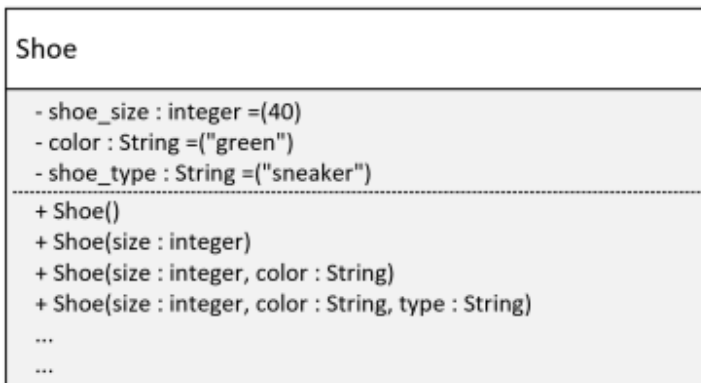 Shoe
- shoe_size : integer =(40)
- color : String =("green")
- shoe_type : String =("sneaker")
+ Shoe()
+ Shoe(size : integer)
+ Shoe(size : integer, color : String)
+ Shoe(size : integer, color : String, type : String)
...
...